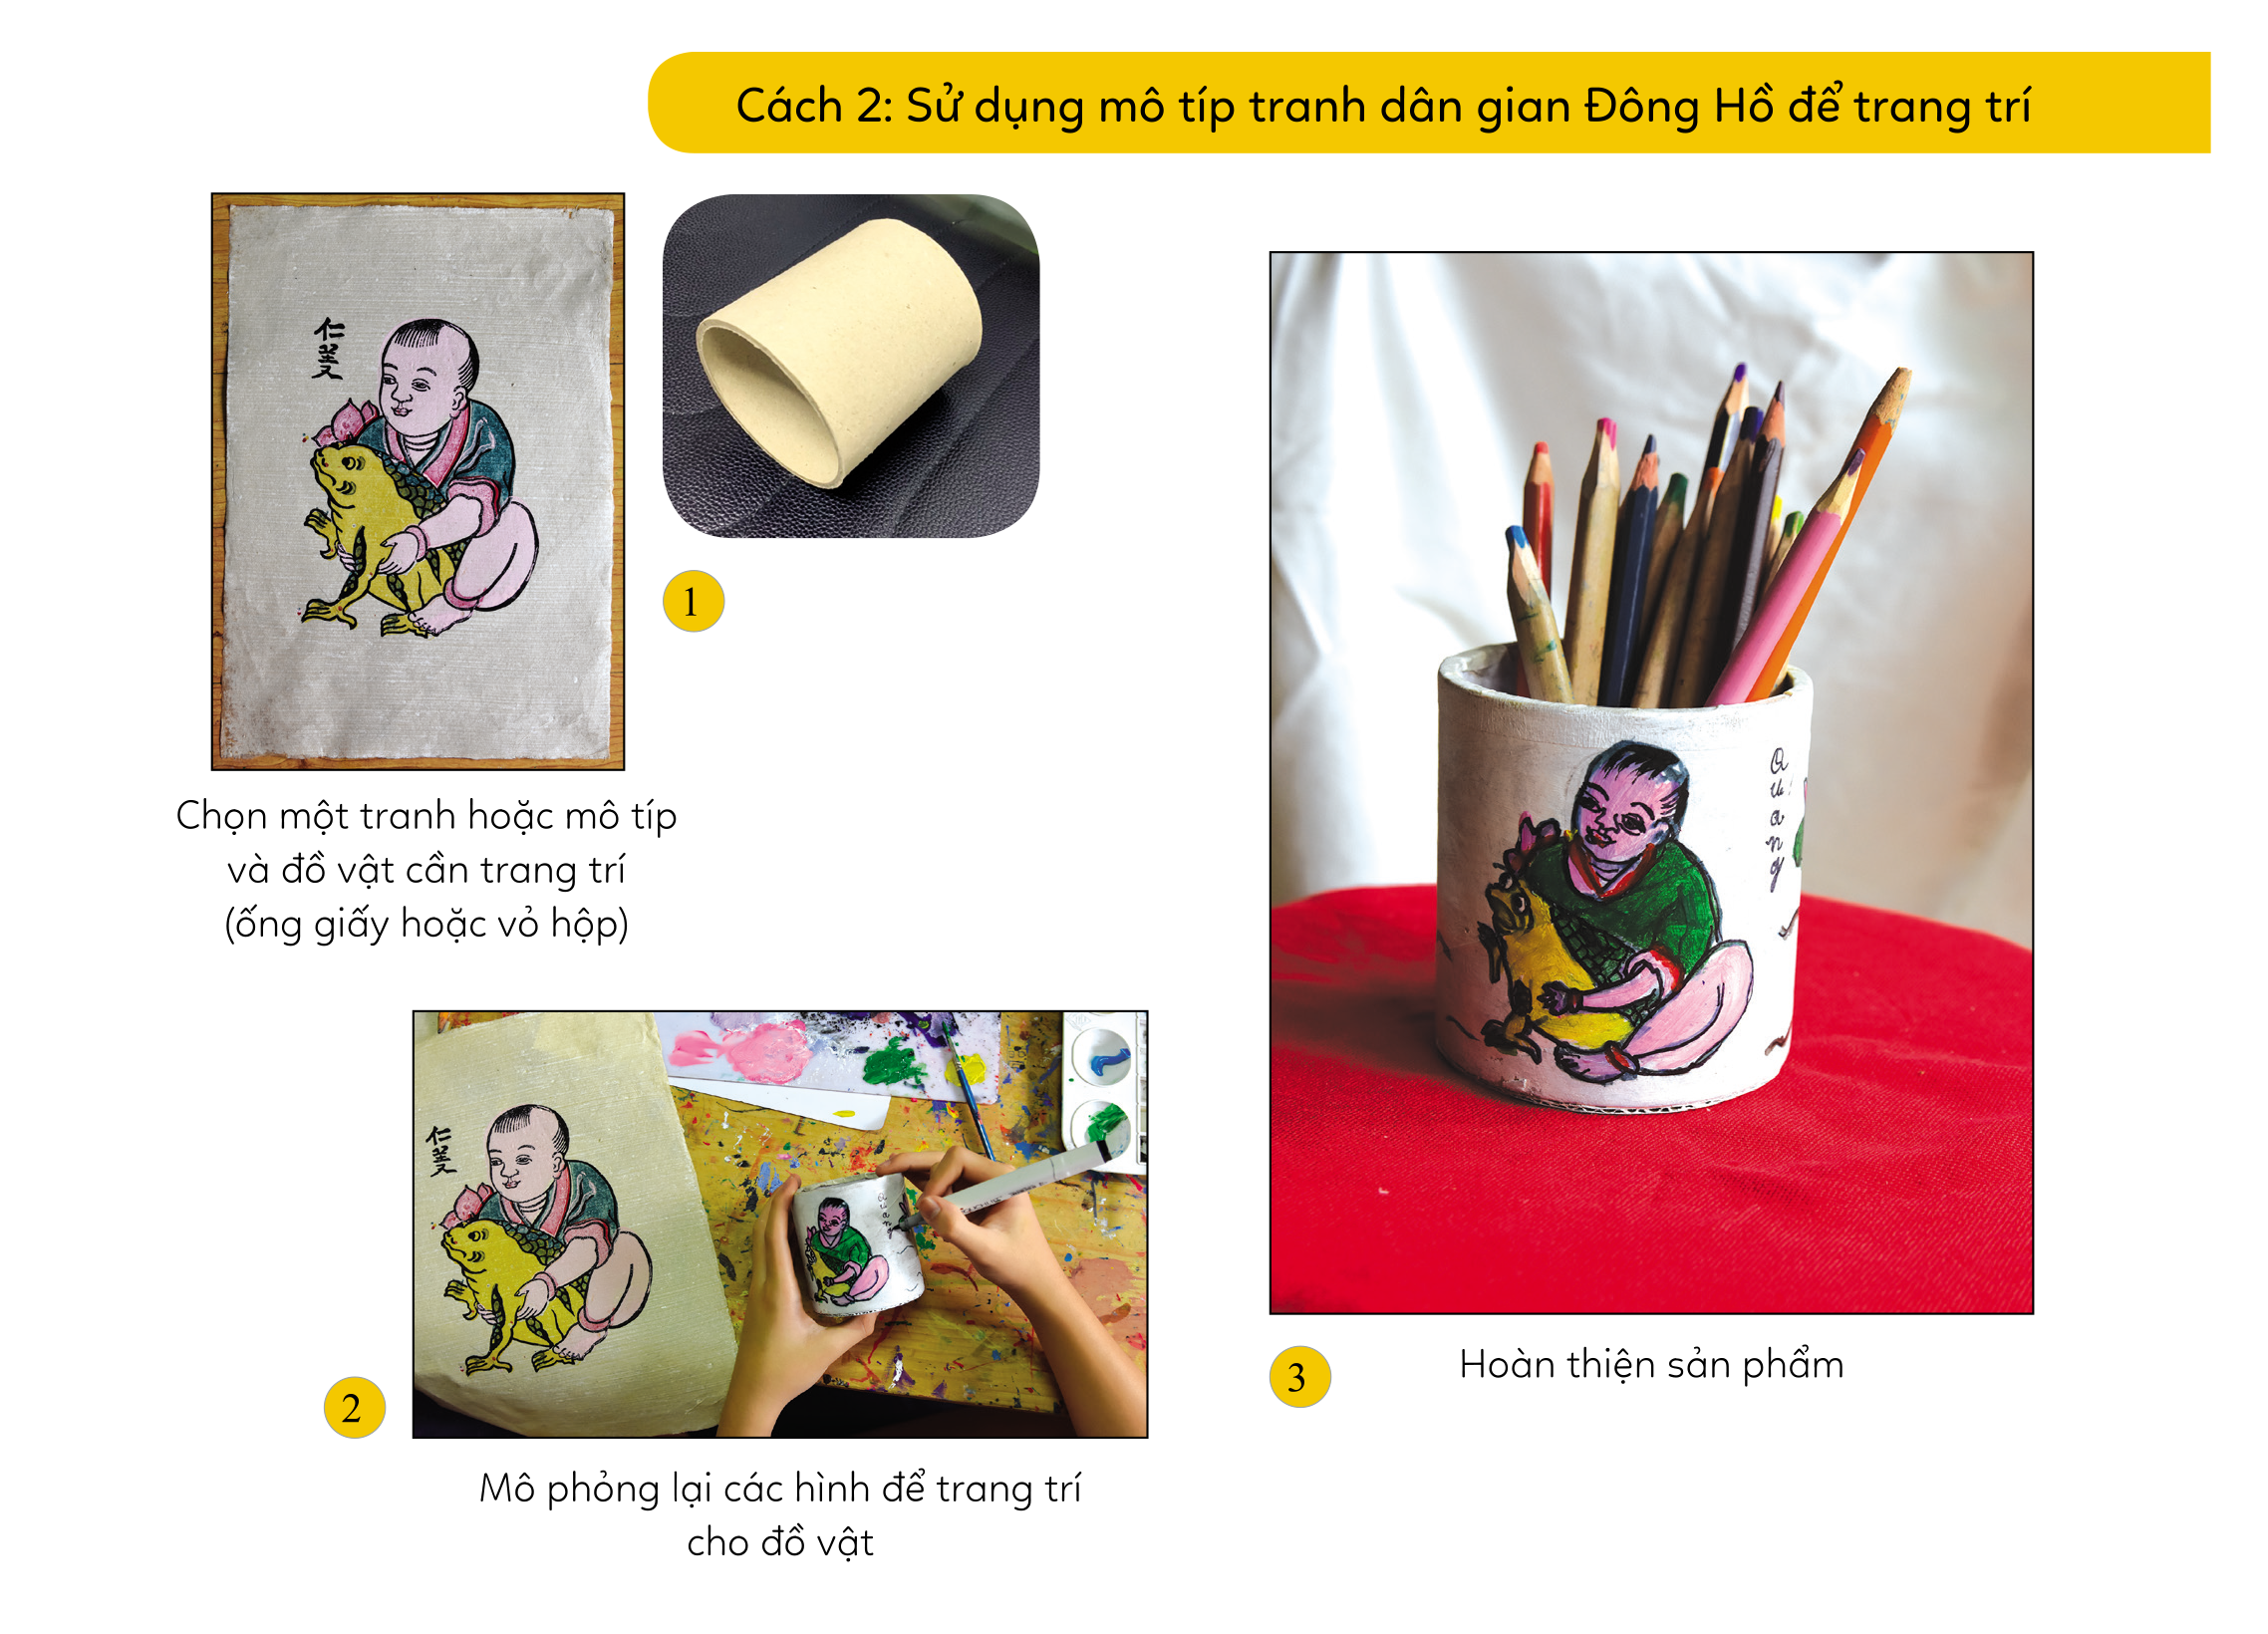 Cách 2: Sử dụng mô típ tranh dân gian Đông Hồ để trang trí
1
Chọn một tranh hoặc mô típ
và đồ vật cần trang trí
(ống giấy hoặc vỏ hộp)
2
Mô phỏng lại các hình để trang trí
cho đồ vật
Quang
3
Hoàn thiện sản phẩm